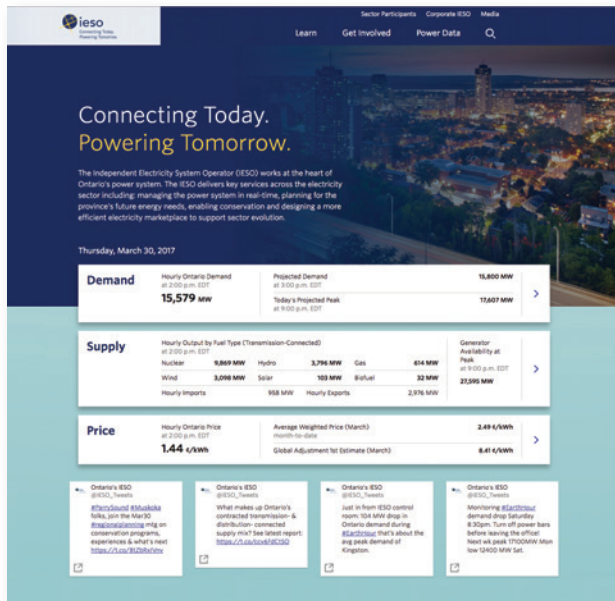 Sector Participants Corporate IESO Media
ieso
Connecting Today.
Powering Tomorrow.
Learn Get Involved Power Data
Connecting Today.
Powering Tomorrow.
The Independent Electricity System Operator (IESO) works at the heart of
Ontario's power system. The IESO delivers key services across the electricity
sector including: managing the power system in real-time, planning for the
province's future energy needs, enabling conservation and designing a more
efficient electricity marketplace to support sector evolution.
Thursday, March 30, 2017
Demand
Hourly Ontario Demand
at 2:00 p.m. EDT
15,579 MW
Projected Demand 15,800 MW
at 3:00 p.m. EDT
Today's Projected Peak 17,607 MW
at 9:00 p.m. EDT
Supply
Hourly Output by Fuel Type (Transmission-Connected)
at 2:00 p.m. EDT
Nuclear 9,869 MW Hydro 3,796 MW Gas 614 MW
Wind 3,098 MW Solar 103 MW Biofuel 32 MW
Hourly Imports 958 MW Hourly Exports 2,976 MW
Generator
Availability at
Peak
at 9:00 p.m. EDT
27,595 MW
Price
Hourly Ontario Price
at 2:00 p.m. EDT
1.44 ¢/kWh
Average Weighted Price (March) 2.49 ¢/kWh
month-to-date
Global Adjustment 1st Estimate (March) 8.41 ¢/kWh
Ontario's IESO
@IESO_Tweets
#ParrySound #Muskoka
folks, join the Mar30
#regionalplanning mtg on
conservation programs,
experiences & what's next
Ontario's IESO
@IESO_Tweets
What makes up Ontario's
contracted transmission- &
distribution- connected
supply mix? See latest report:
Ontario's IESO
@IESO_Tweets
Just in from IESO control
room: 104 MW drop in
Ontario demand during
#EarthHour that's about the
avg peak demand of
Kingston.
Ontario's IESO
@IESO_Tweets
Monitoring #EarthHour
demand drop Saturday
8:30pm. Turn off power bars
before leaving the office!
Next wk peak 17100MW Mon
low 12400 MW Sat.